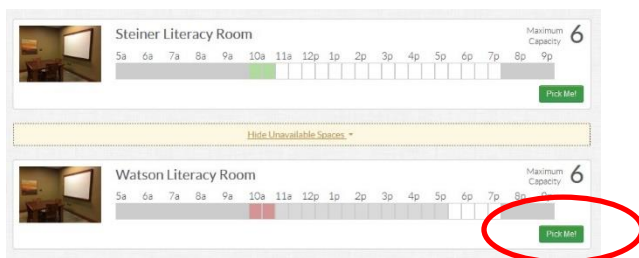 Steiner Literacy Room
Maximum Capacity 6
5a 6a 7a 8a 9a 10a 11a 12p 1p 2p 3p 4p 5p 6p 7p 8p 9p
Pick Me!
Hide Unavailable Spaces
Watson Literacy Room
Maximum Capacity 6
5a 6a 7a 8a 9a 10a 11a 12p 1p 2p 3p 4p 5p 6p 7p 8p 9p
Pick Me!